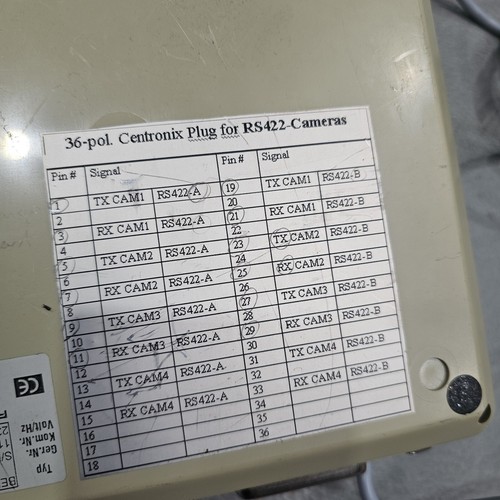 36-pol. Centronix Plug for RS422-Cameras
Pin # Signal Pin # Signal
1 TX CAM1 RS422-A 19 TX CAM1 RS422-B
2 20
3 RX CAM1 RS422-A 21 RX CAM1 RS422-B
4 22
5 TX CAM2 RS422-A 23 TX CAM2 RS422-B
6 24
7 RX CAM2 RS422-A 25 RX CAM2 RS422-B
8 26
9 TX CAM3 RS422-A 27 TX CAM3 RS422-B
10 28
11 RX CAM3 RS422-A 29 RX CAM3 RS422-B
12 30
13 TX CAM4 RS422-A 31 TX CAM4 RS422-B
14 32
15 RX CAM4 RS422-A 33 RX CAM4 RS422-B
16 34
17 35
18 36
CE
Typ
Ger.Nr.
Kom.Nr.
Volt/Hz